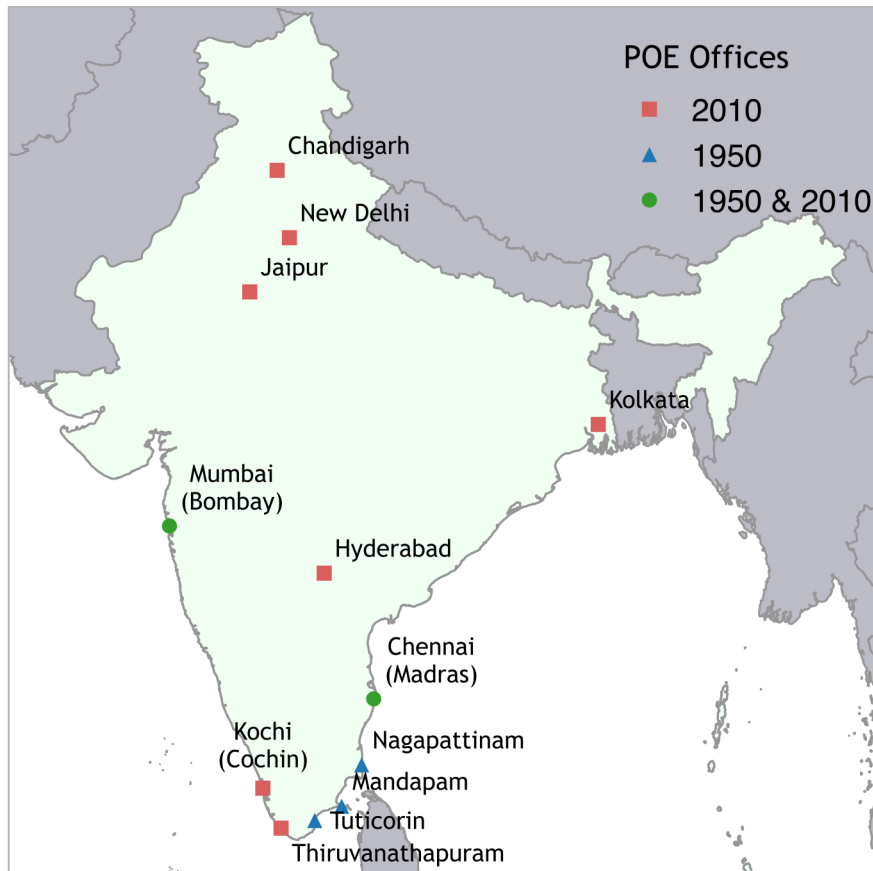 POE Offices
2010
1950
1950 & 2010
Chandigarh
New Delhi
Jaipur
Kolkata
Mumbai
(Bombay)
Hyderabad
Chennai
(Madras)
Kochi
(Cochin)
Nagapattinam
Mandapam
Tuticorin
Thiruvanathapuram